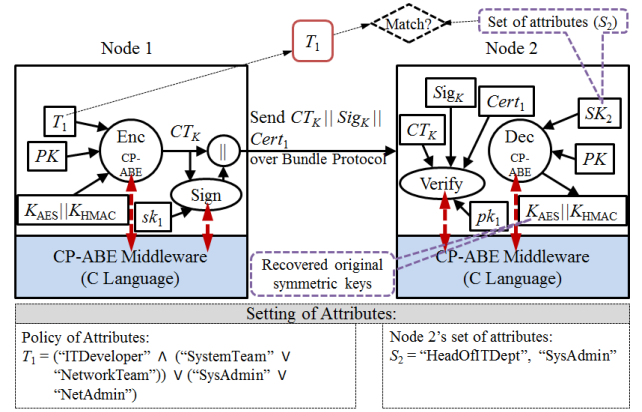 Match?
Set of attributes (S2)
Node 1
T1
Node 2
T1
Enc
CP-
ABE
PK
KAES||KHMAC
CTK
||
Sign
sk1
Send CTK || SigK ||
Cert1
over Bundle Protocol
SigK
Cert1
CTK
Verify
pk1
Dec
CP-
ABE
SK2
PK
KAES||KHMAC
CP-ABE Middleware
(C Language)
Recovered original
symmetric keys
CP-ABE Middleware
(C Language)
Setting of Attributes:
Policy of Attributes:
T1 = (“ITDeveloper” ∧ (“SystemTeam” ∨
“NetworkTeam”)) ∨ (“SysAdmin” ∨
“NetAdmin”)
Node 2’s set of attributes:
S2 = “HeadOfITDept”, “SysAdmin”